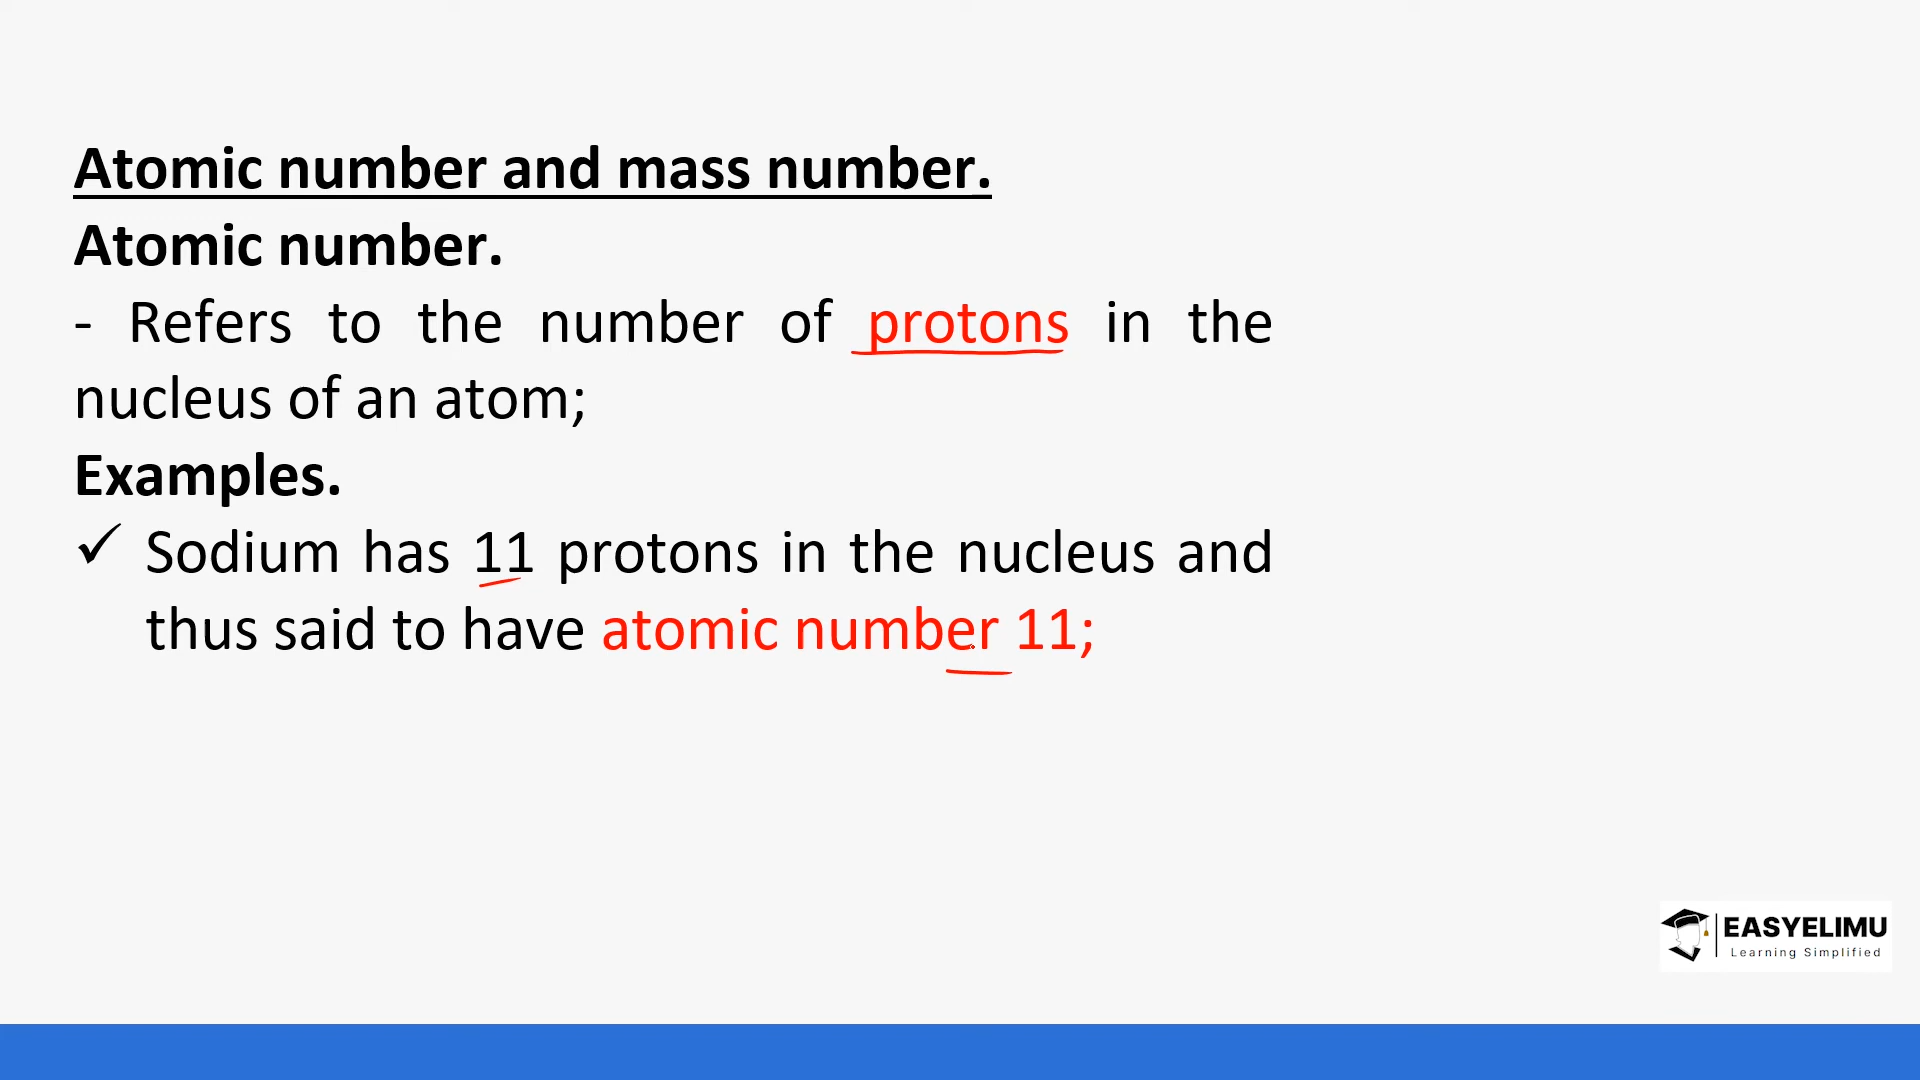 Atomic number and mass number.
Atomic number.
- Refers to the number of protons in the
nucleus of an atom;
Examples.
✓ Sodium has 11 protons in the nucleus and
thus said to have atomic number 11;
EASYELIMU
Learning Simplified